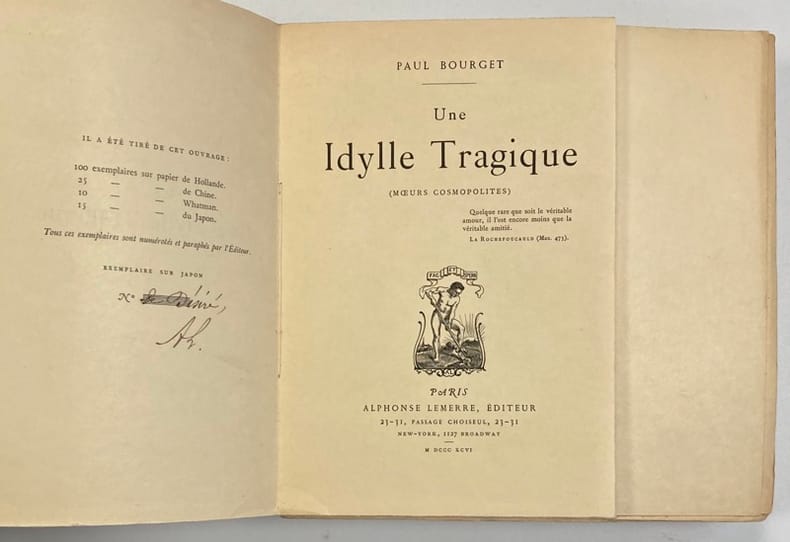 IL A ÉTÉ TIRÉ DE CET OUVRAGE :
100 exemplaires sur papier de Hollande.
25 — — de Chine.
10 — — Whatman.
15 — — du Japon.
Tous ces exemplaires sont numérotés et paraphés par l'Éditeur.
EXEMPLAIRE SUR JAPON
N°
PAUL BOURGET
Une
Idylle Tragique
(MŒURS COSMOPOLITES)
Quelque rare que soit le véritable
amour, il l'est encore moins que la
véritable amitié.
LA ROCHEFOUCAULD (Max. 473).
FAC ET SPERA
AL
PARIS
ALPHONSE LEMERRE, ÉDITEUR
23-31, PASSAGE CHOISEUL, 23-31
NEW-YORK, 1127 BROADWAY
M DCCC XCVI